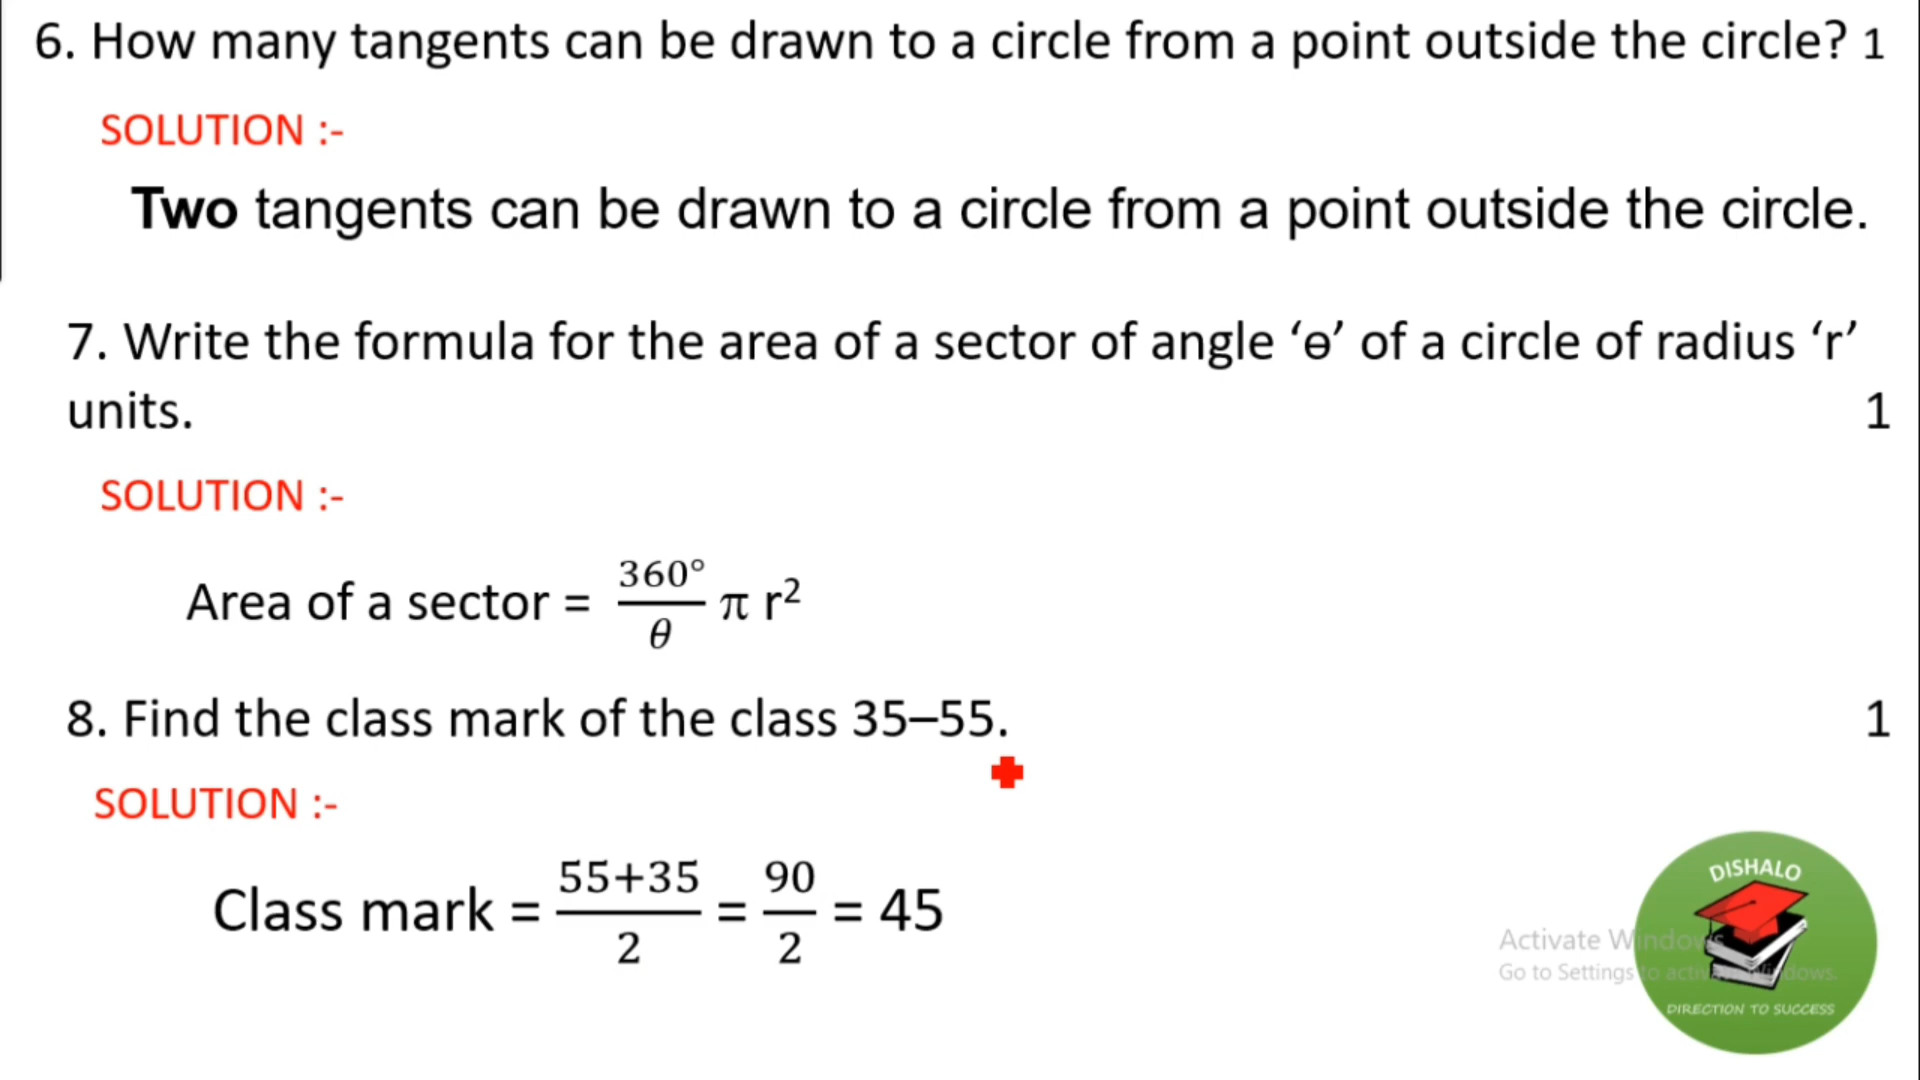 6. How many tangents can be drawn to a circle from a point outside the circle? 1
SOLUTION :-
Two tangents can be drawn to a circle from a point outside the circle.
7. Write the formula for the area of a sector of angle ‘ɵ’ of a circle of radius ‘r’
units. 1
SOLUTION :-
Area of a sector = 360°/θ π r²
8. Find the class mark of the class 35–55. 1
SOLUTION :-
Class mark = 55+35/2 = 90/2 = 45
DISHALO
Activate Windows
Go to Settings to activate Windows.
DIRECTION TO SUCCESS